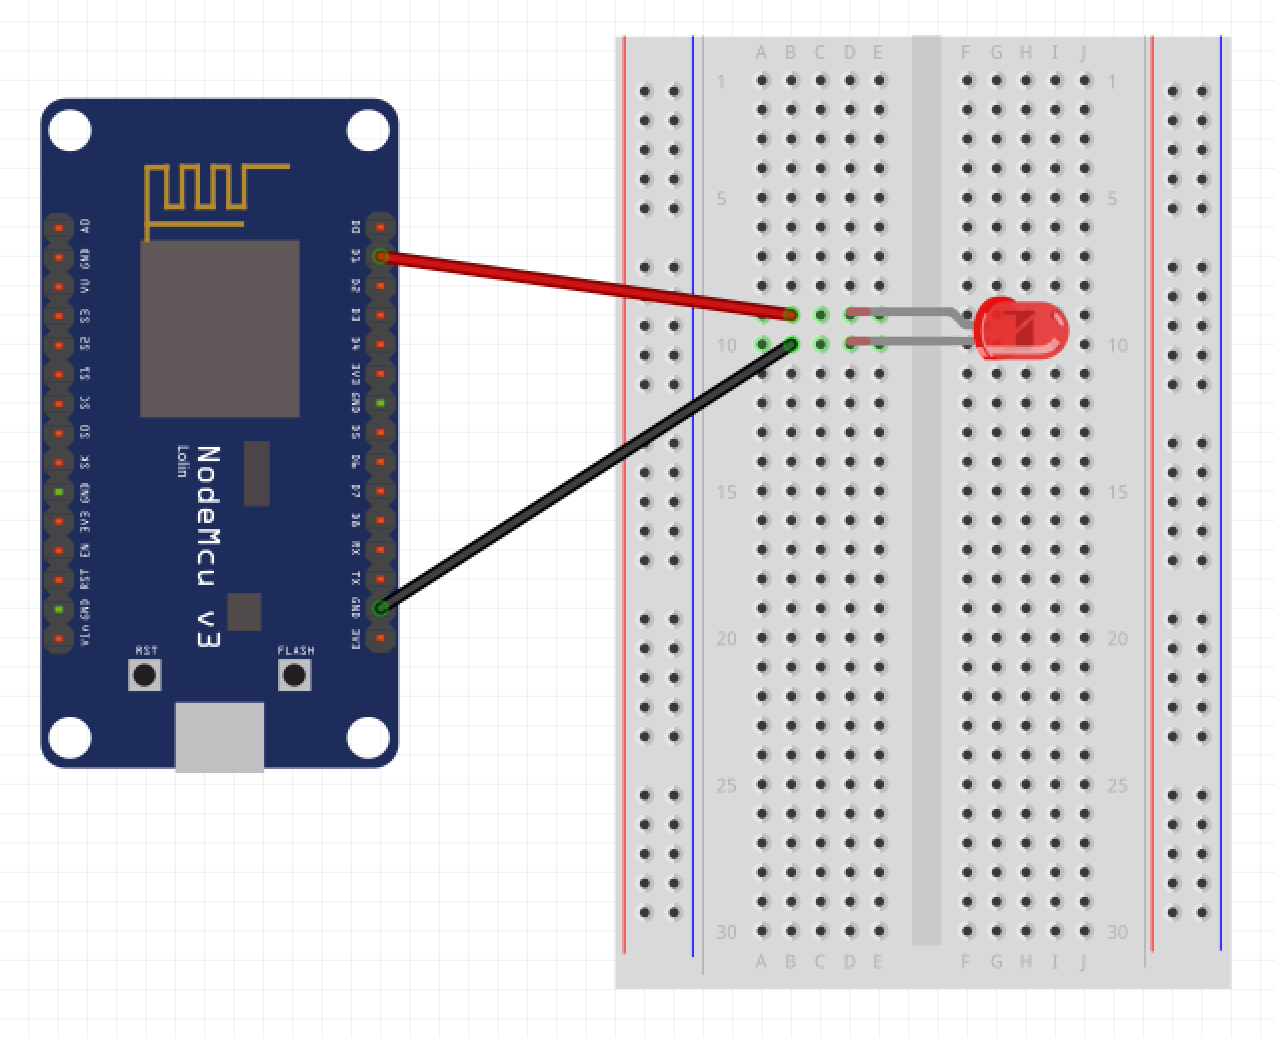 A B C D E F G H I J
1 1
5 5
10 10
15 15
20 20
25 25
30 30
A B C D E F G H I J
A0
GND
VU
S3
S2
S1
SC
S0
SK
GND
3V3
EN
RST
GND
Vin
D0
D1
D2
D3
D4
3V3
GND
D5
D6
D7
D8
RX
TX
GND
3V3
NodeMcu v3
Lolin
RST FLASH